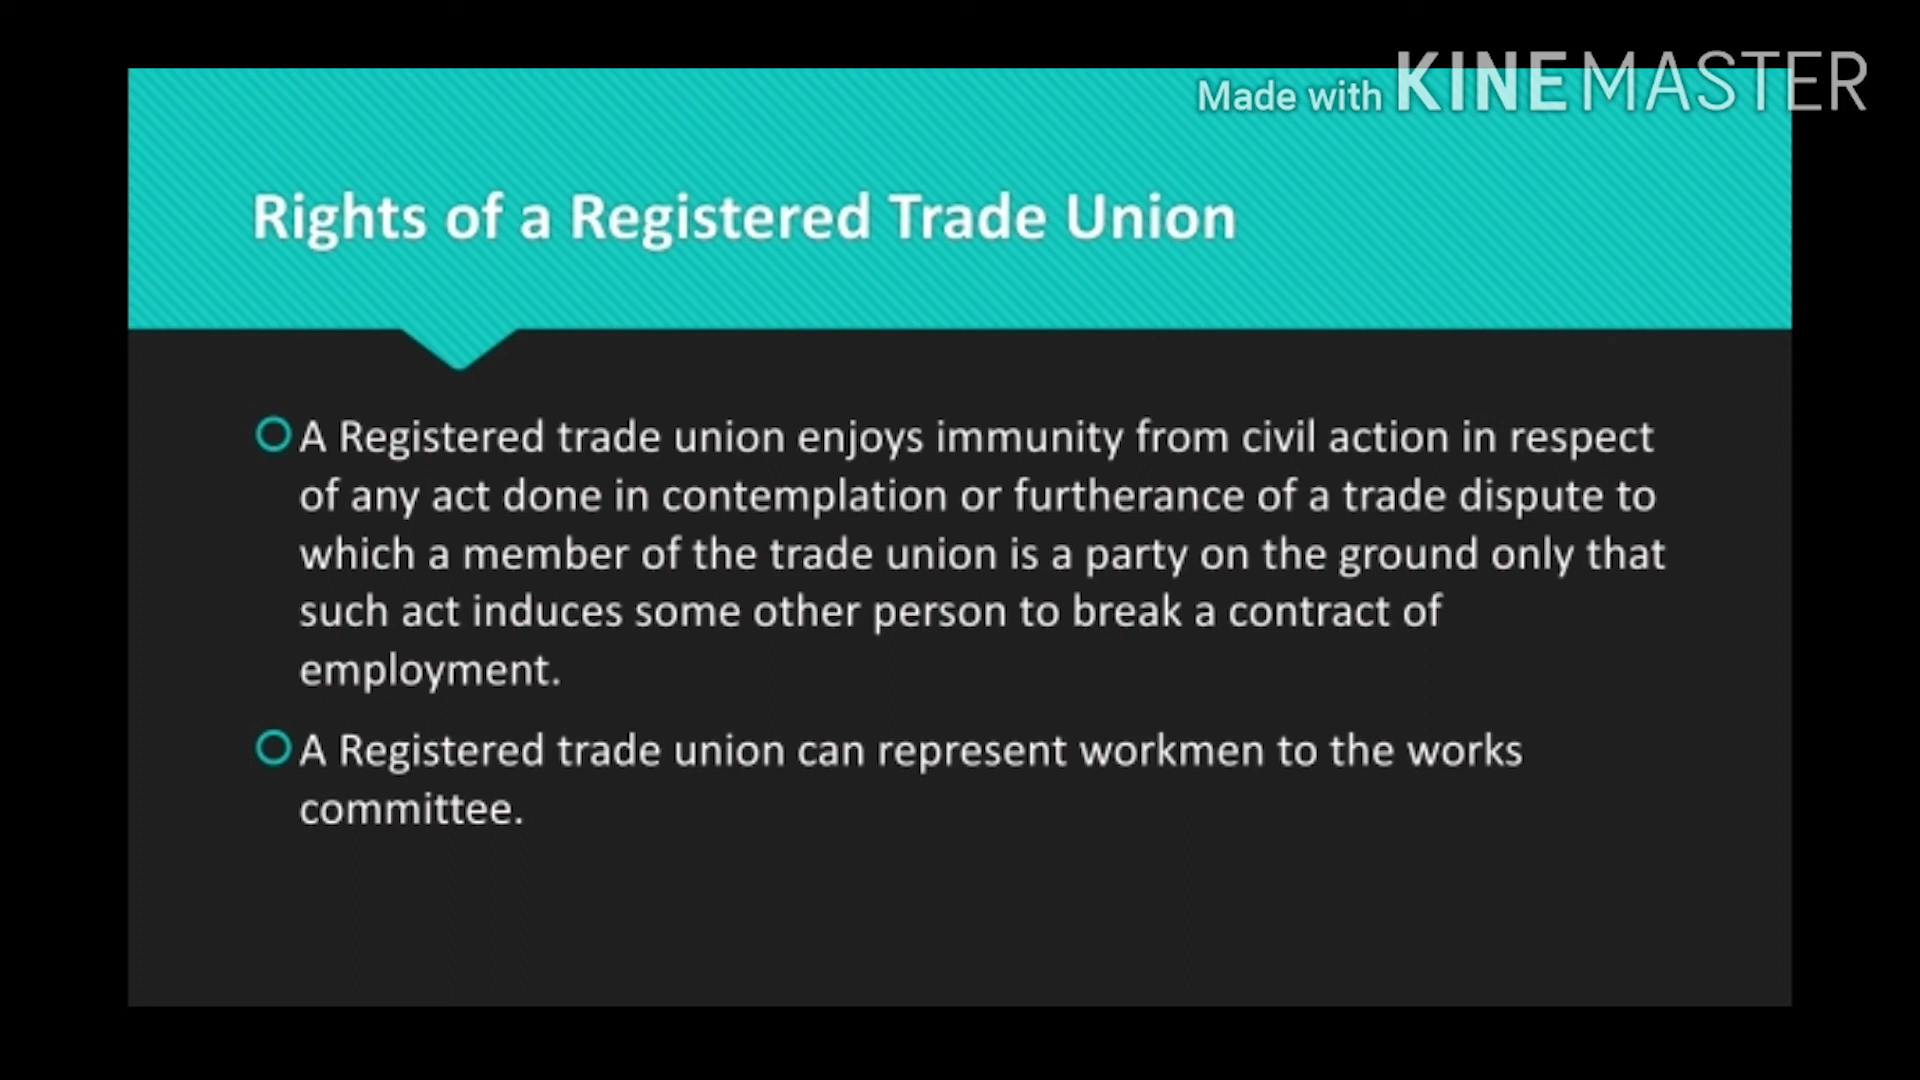 Made with KINEMASTER
Rights of a Registered Trade Union
A Registered trade union enjoys immunity from civil action in respect
of any act done in contemplation or furtherance of a trade dispute to
which a member of the trade union is a party on the ground only that
such act induces some other person to break a contract of
employment.
A Registered trade union can represent workmen to the works
committee.